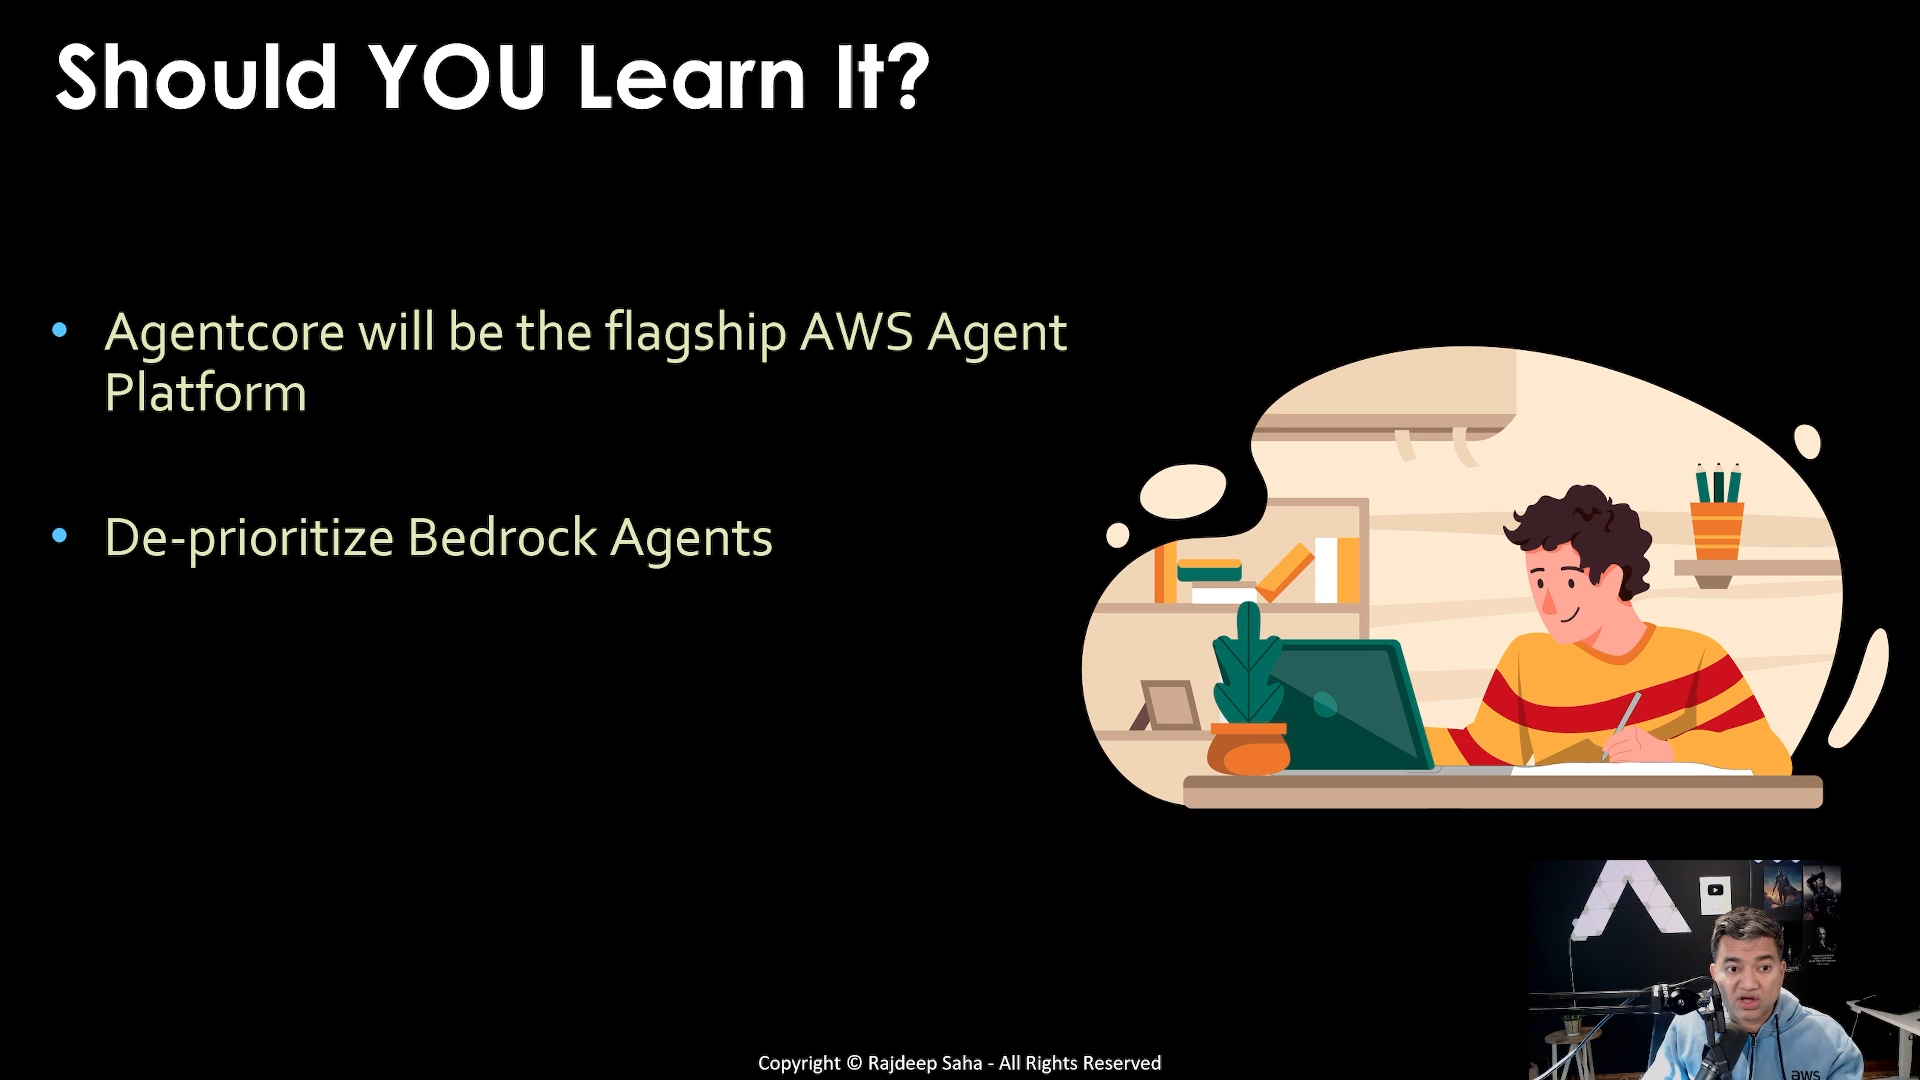 Should YOU Learn It?
• Agentcore will be the flagship AWS Agent
Platform
• De-prioritize Bedrock Agents
aws
Copyright © Rajdeep Saha - All Rights Reserved